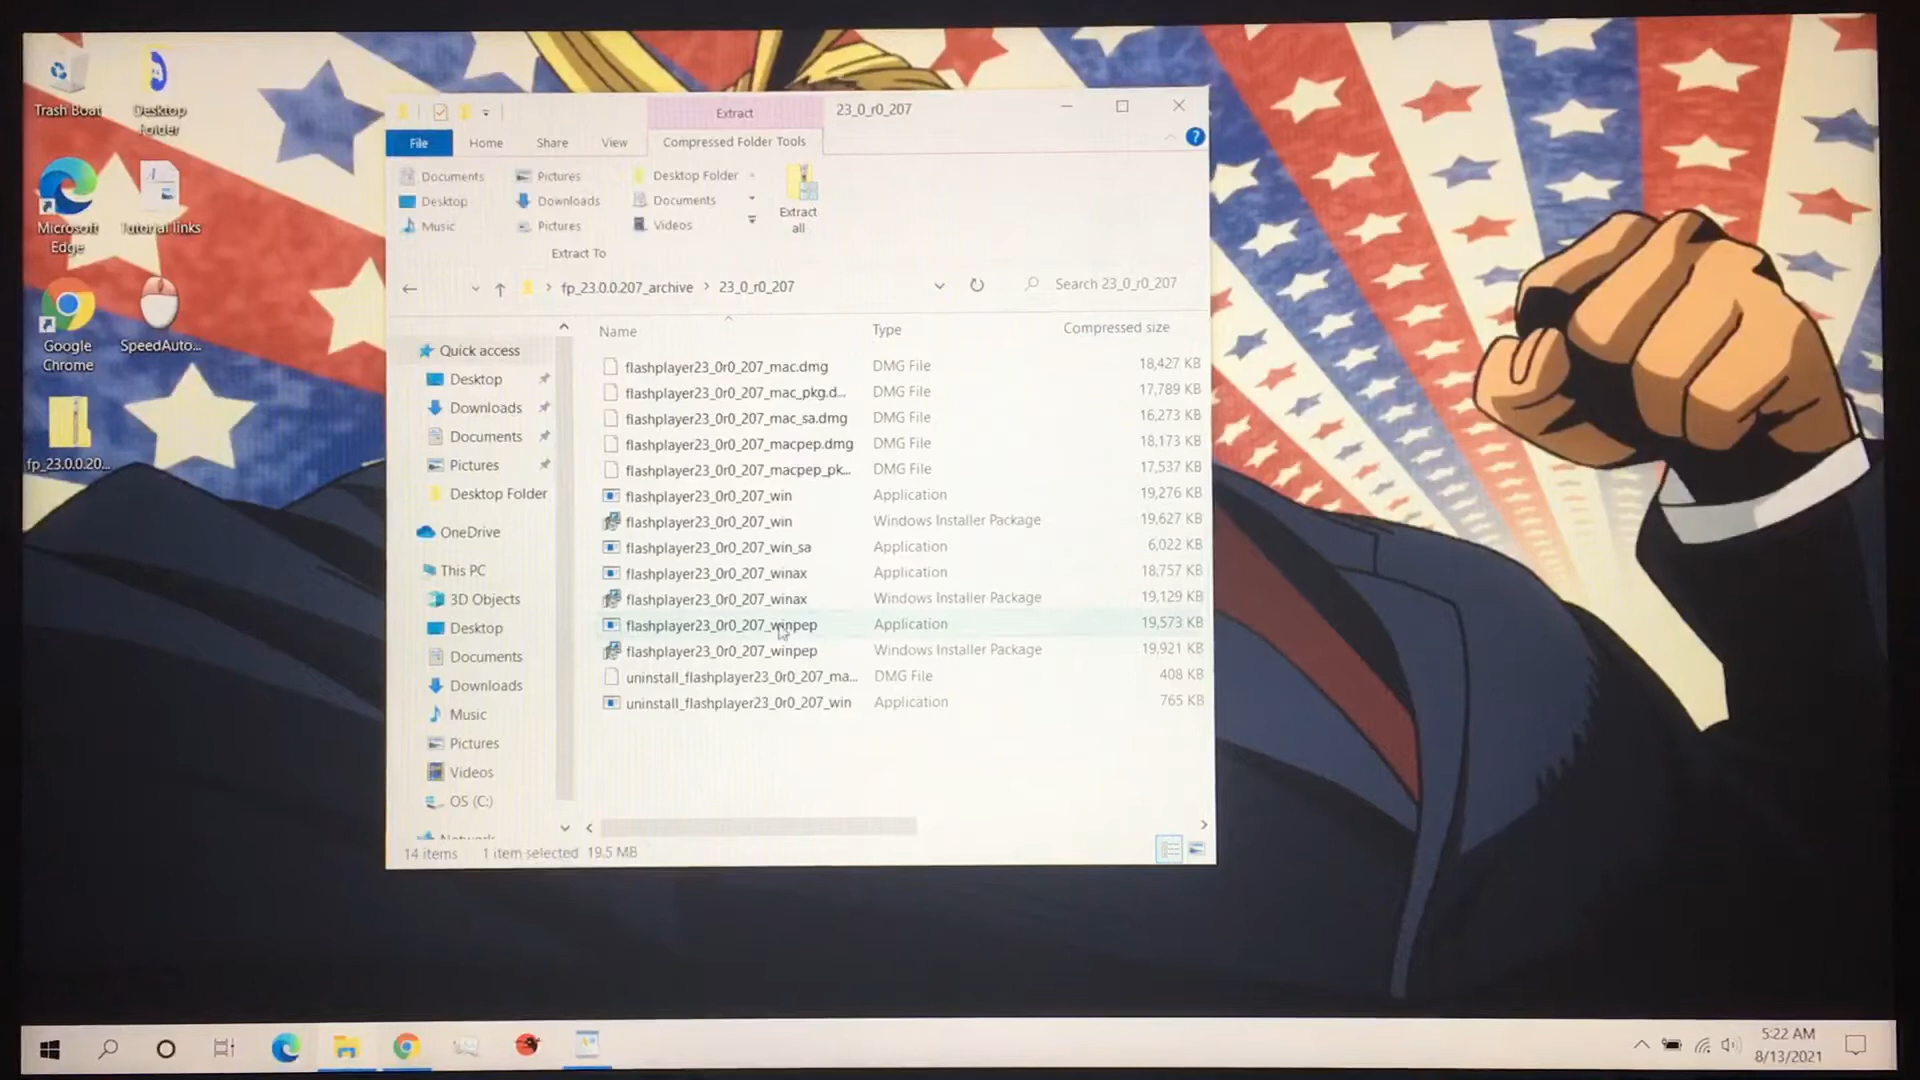 Trash Boat
Desktop Folder
Microsoft Edge
Tutorial links
Google Chrome
SpeedAuto...
fp_23.0.0.20...
Extract
23_0_r0_207
File
Home
Share
View
Compressed Folder Tools
Documents
Pictures
Desktop Folder
Desktop
Downloads
Documents
Music
Pictures
Videos
Extract all
Extract To
fp_23.0.0.207_archive > 23_0_r0_207
Search 23_0_r0_207
Name Type Compressed size
flashplayer23_0r0_207_mac.dmg DMG File 18,427 KB
flashplayer23_0r0_207_mac_pkg.d... DMG File 17,789 KB
flashplayer23_0r0_207_mac_sa.dmg DMG File 16,273 KB
flashplayer23_0r0_207_macpep.dmg DMG File 18,173 KB
flashplayer23_0r0_207_macpep_pk... DMG File 17,537 KB
flashplayer23_0r0_207_win Application 19,276 KB
flashplayer23_0r0_207_win Windows Installer Package 19,627 KB
flashplayer23_0r0_207_win_sa Application 6,022 KB
flashplayer23_0r0_207_winax Application 18,757 KB
flashplayer23_0r0_207_winax Windows Installer Package 19,129 KB
flashplayer23_0r0_207_winpep Application 19,573 KB
flashplayer23_0r0_207_winpep Windows Installer Package 19,921 KB
uninstall_flashplayer23_0r0_207_ma... DMG File 408 KB
uninstall_flashplayer23_0r0_207_win Application 765 KB
Quick access
Desktop
Downloads
Documents
Pictures
Desktop Folder
OneDrive
This PC
3D Objects
Desktop
Documents
Downloads
Music
Pictures
Videos
OS (C:)
Network
14 items 1 item selected 19.5 MB
5:22 AM
8/13/2021